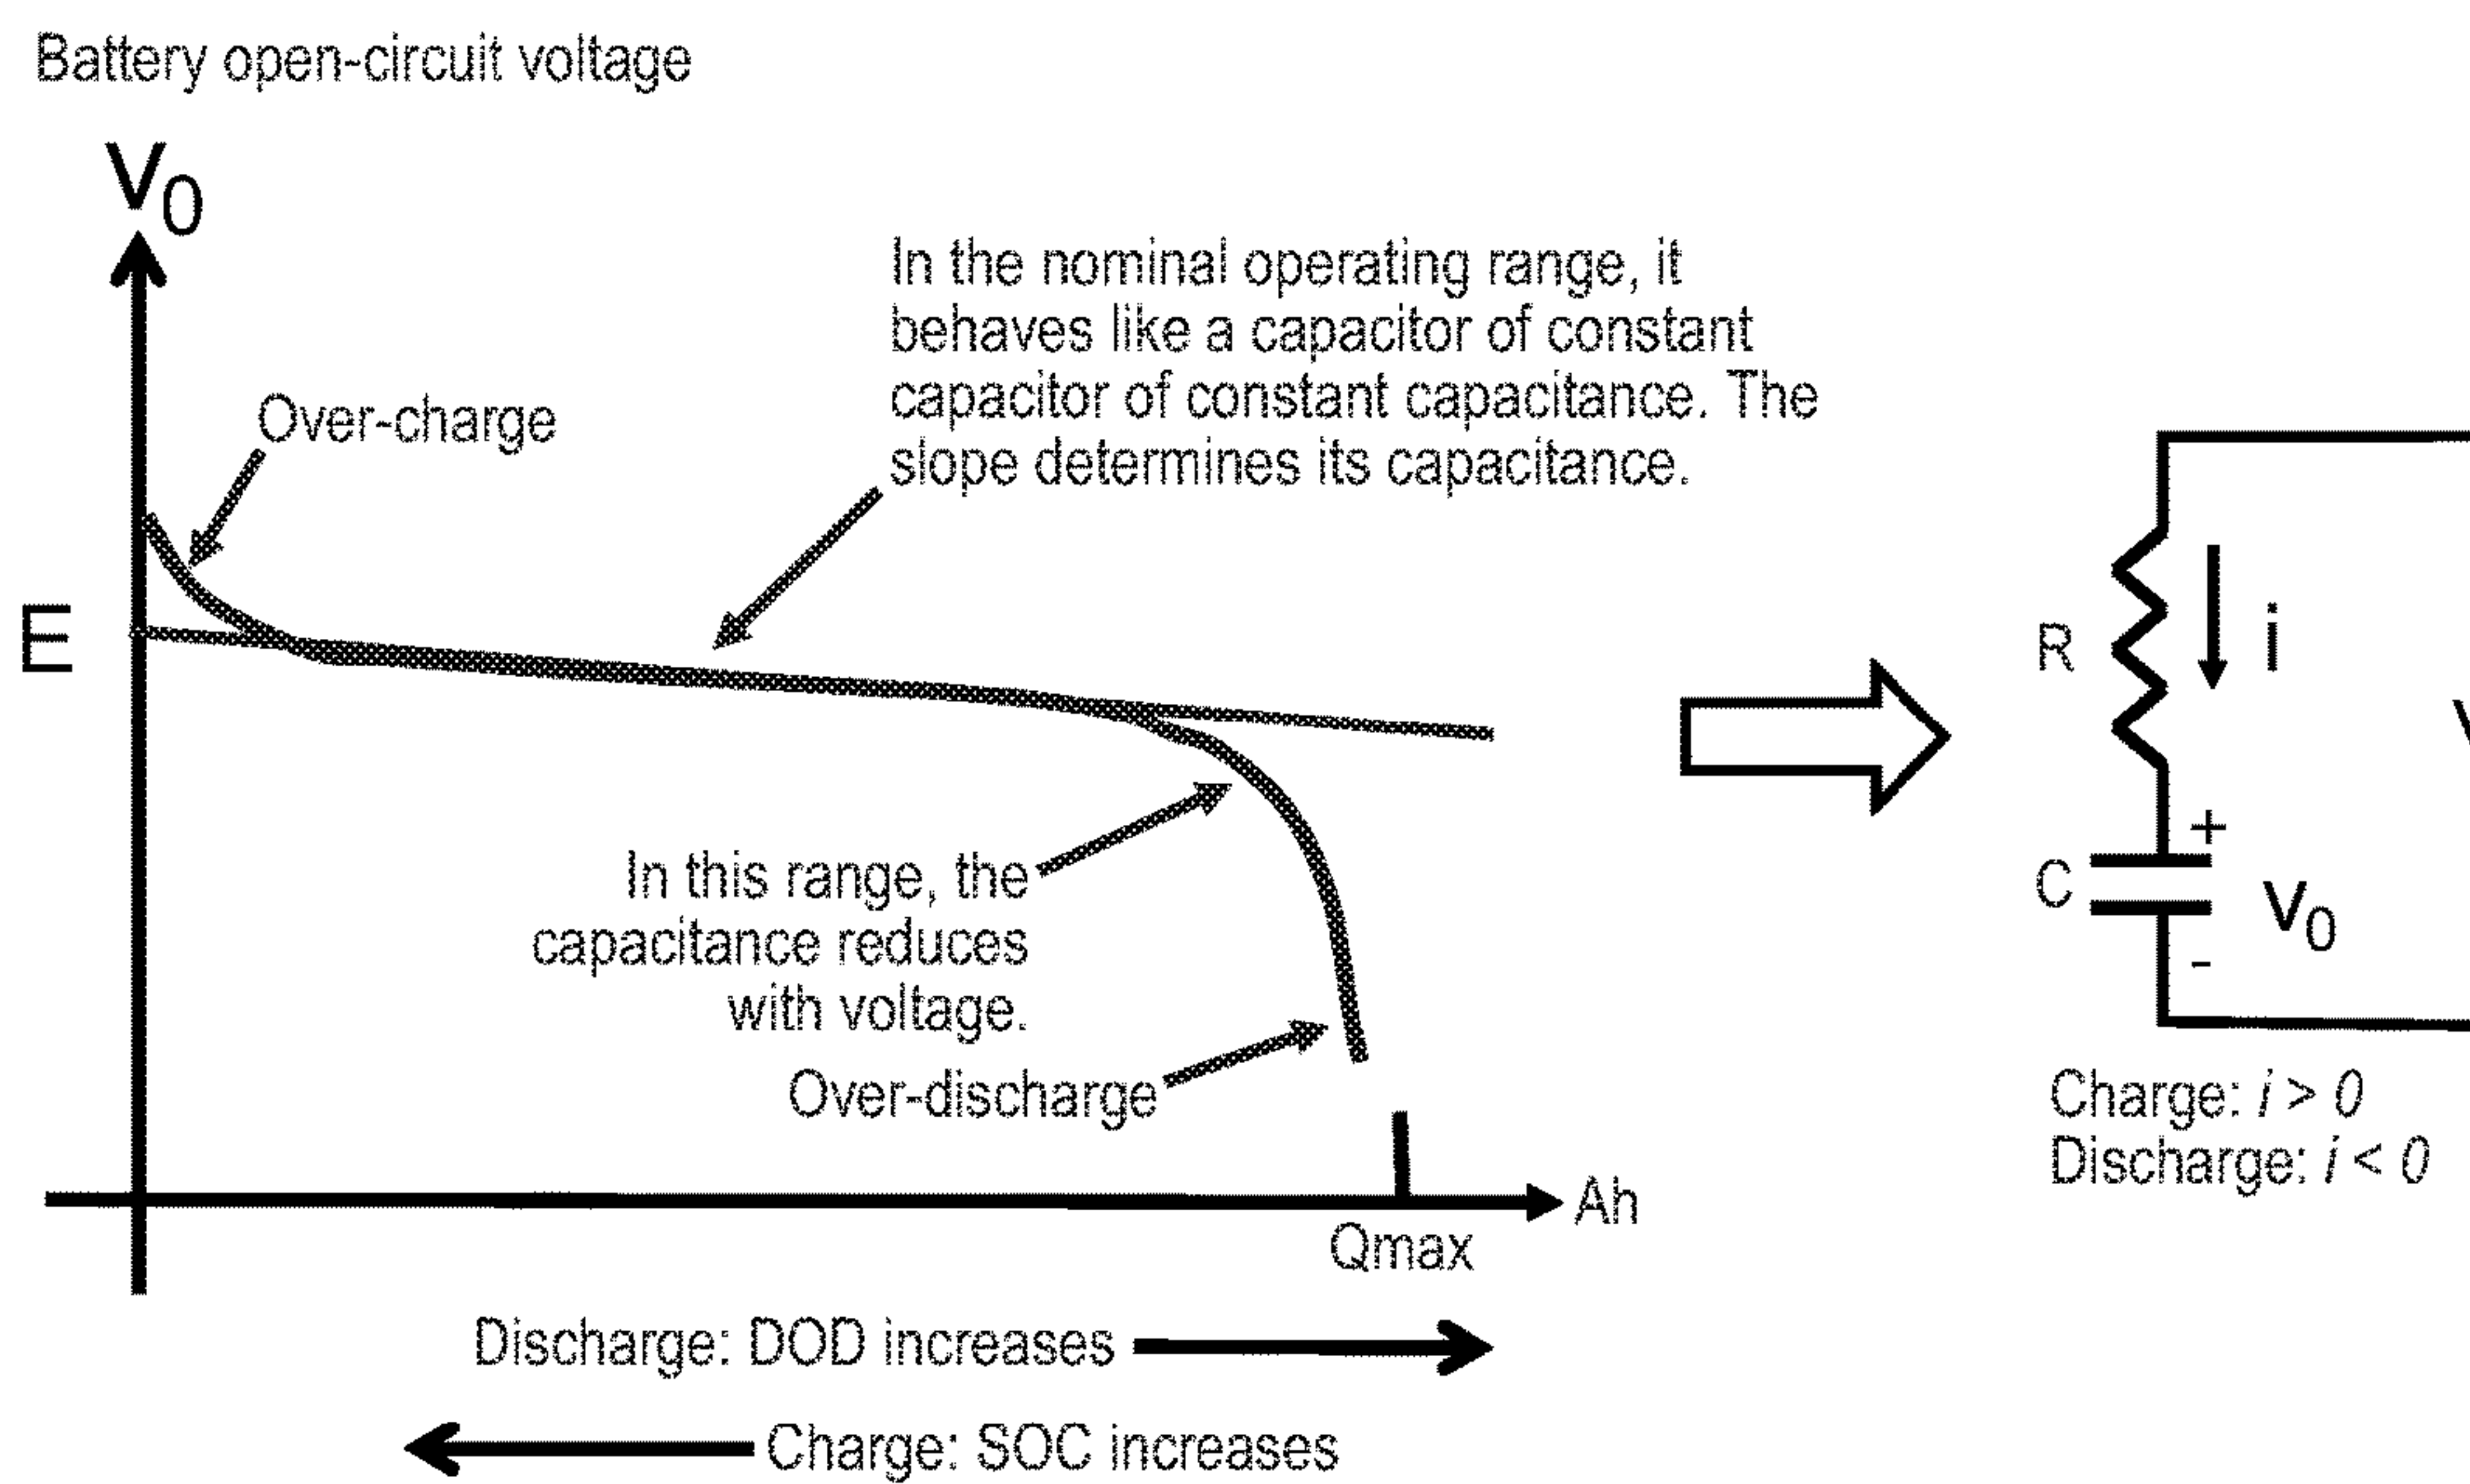 Battery open-circuit voltage
V0
In the nominal operating range, it
behaves like a capacitor of constant
capacitor of constant capacitance. The
slope determines its capacitance.
Over-charge
E
R
i
C
+
V0
-
In this range, the
capacitance reduces
with voltage.
Over-discharge
Charge: i > 0
Discharge: i < 0
Ah
Qmax
Discharge: DOD increases
Charge: SOC increases